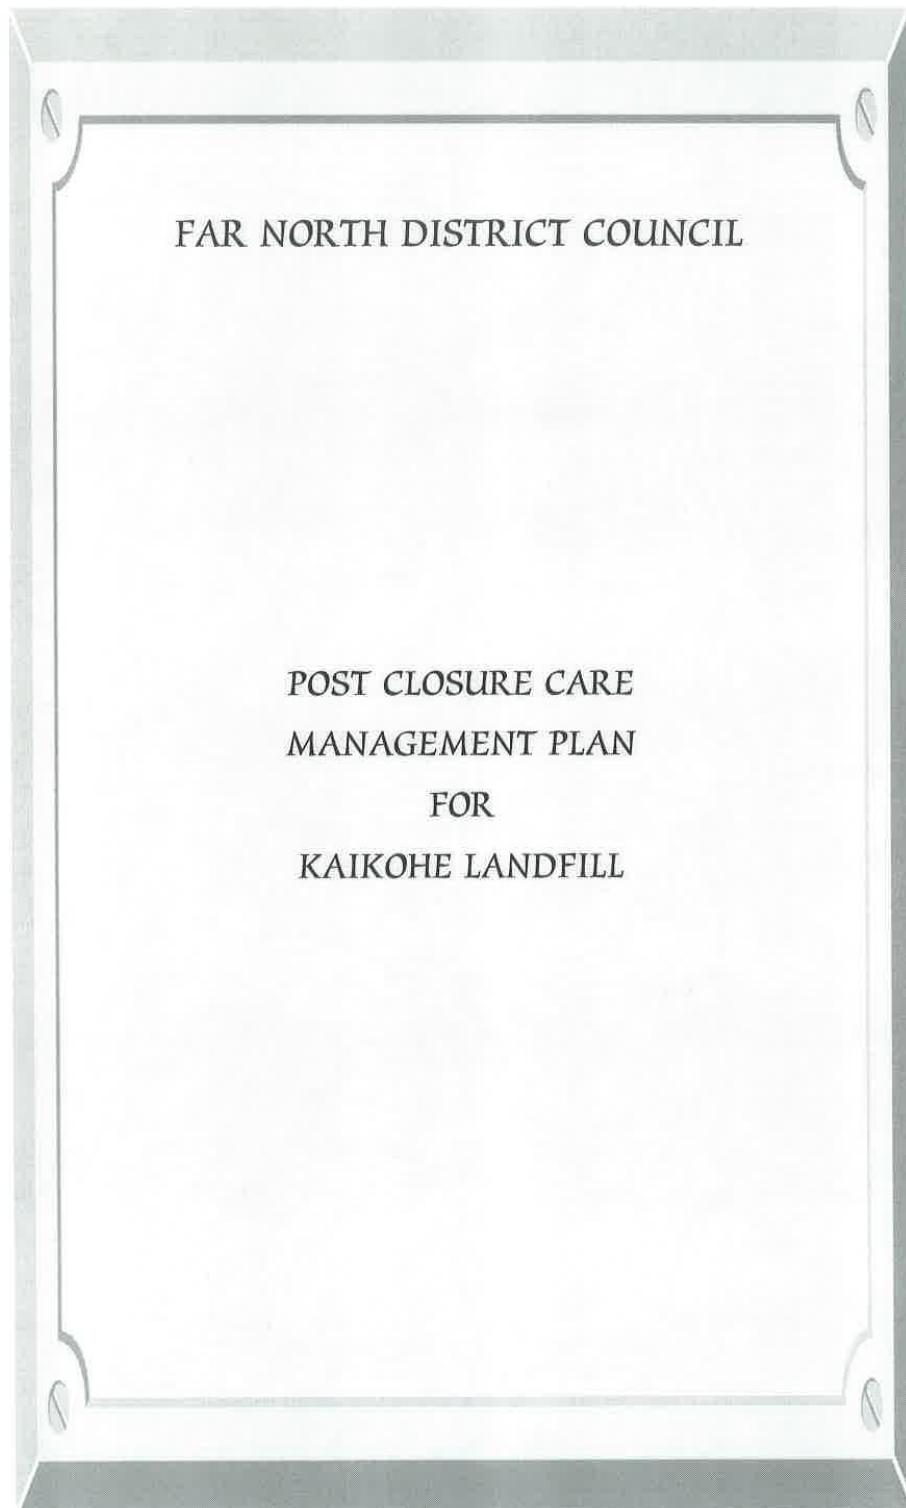 FAR NORTH DISTRICT COUNCIL
POST CLOSURE CARE
MANAGEMENT PLAN
FOR
KAIKOHE LANDFILL